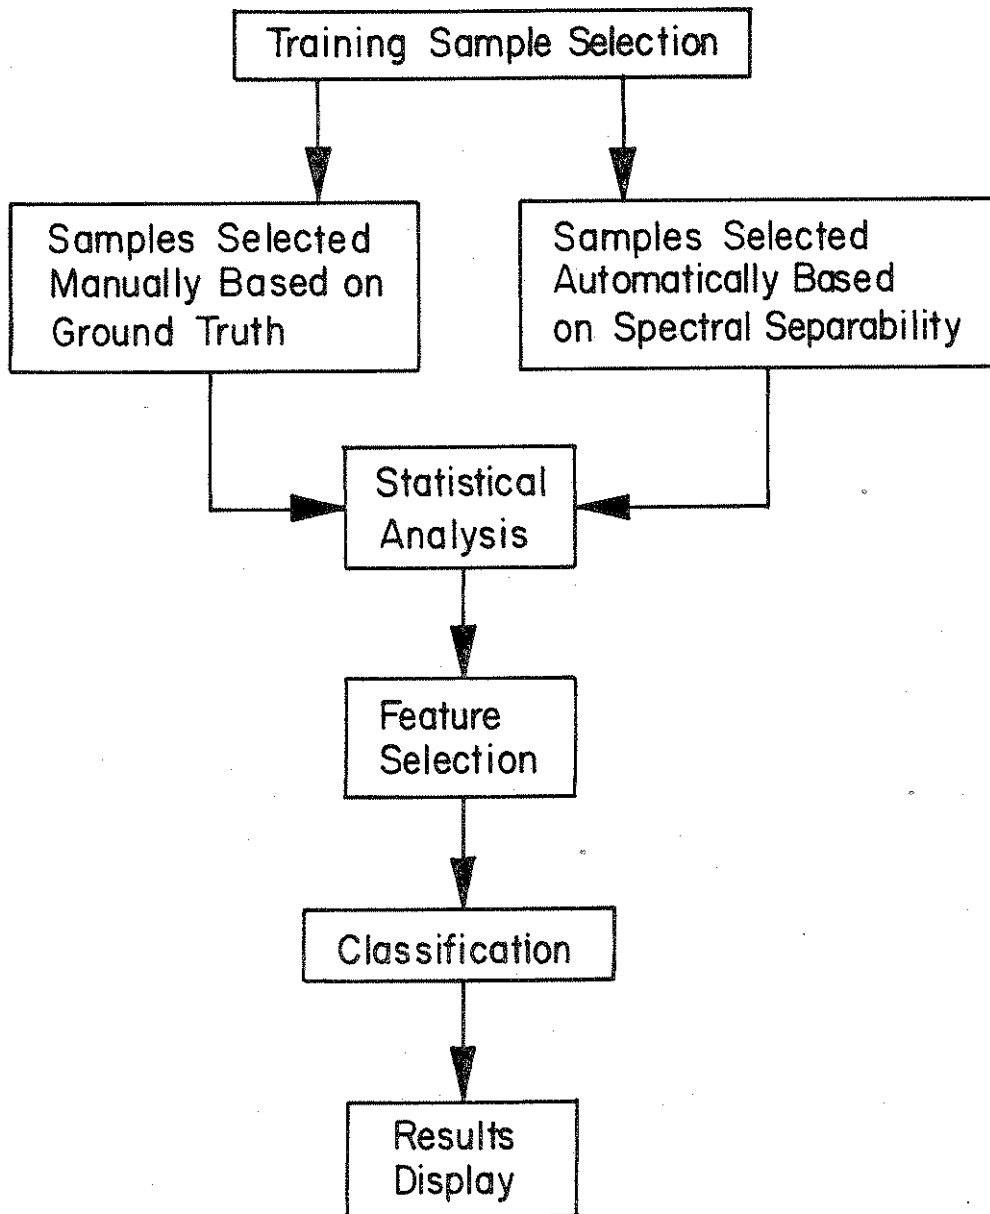 Training Sample Selection
Samples Selected
Manually Based on
Ground Truth
Samples Selected
Automatically Based
on Spectral Separability
Statistical
Analysis
Feature
Selection
Classification
Results
Display